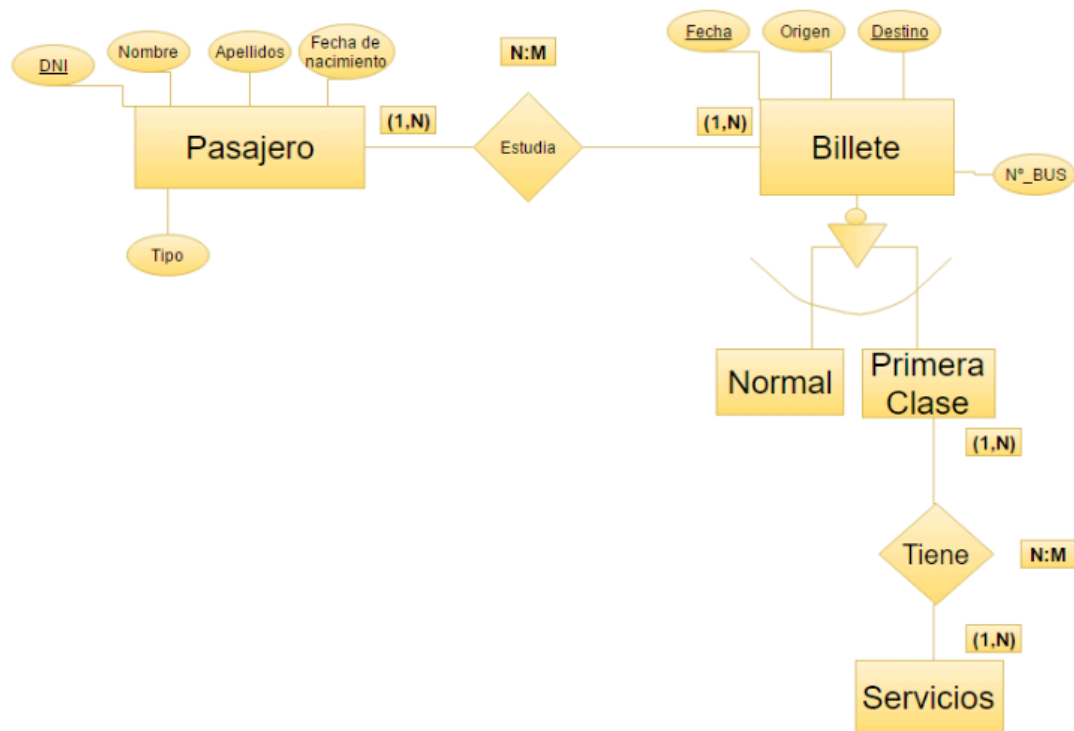 Fecha de
nacimiento
Nombre
Apellidos
DNI
N:M
Fecha
Origen
Destino
(1,N)
(1,N)
Pasajero
Estudia
Billete
Nº_BUS
Tipo
Normal
Primera
Clase
(1,N)
Tiene
N:M
(1,N)
Servicios